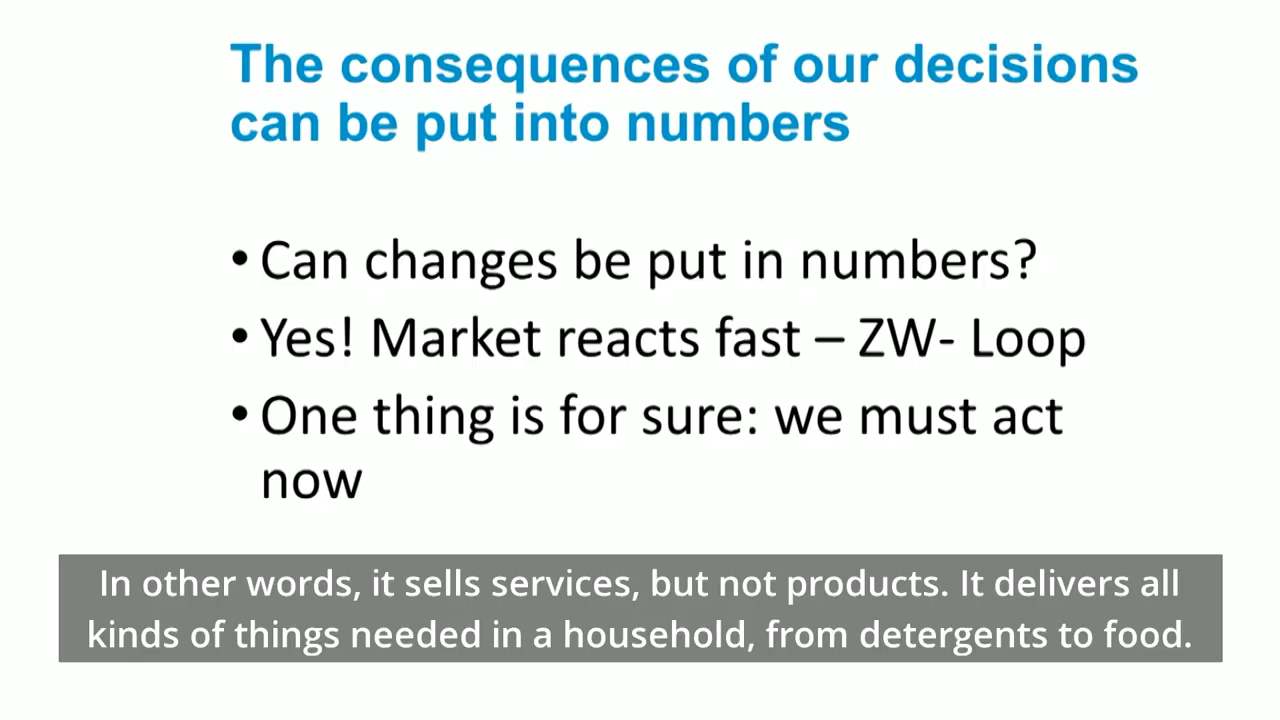 The consequences of our decisions
can be put into numbers
• Can changes be put in numbers?
• Yes! Market reacts fast – ZW- Loop
• One thing is for sure: we must act
now
In other words, it sells services, but not products. It delivers all
kinds of things needed in a household, from detergents to food.